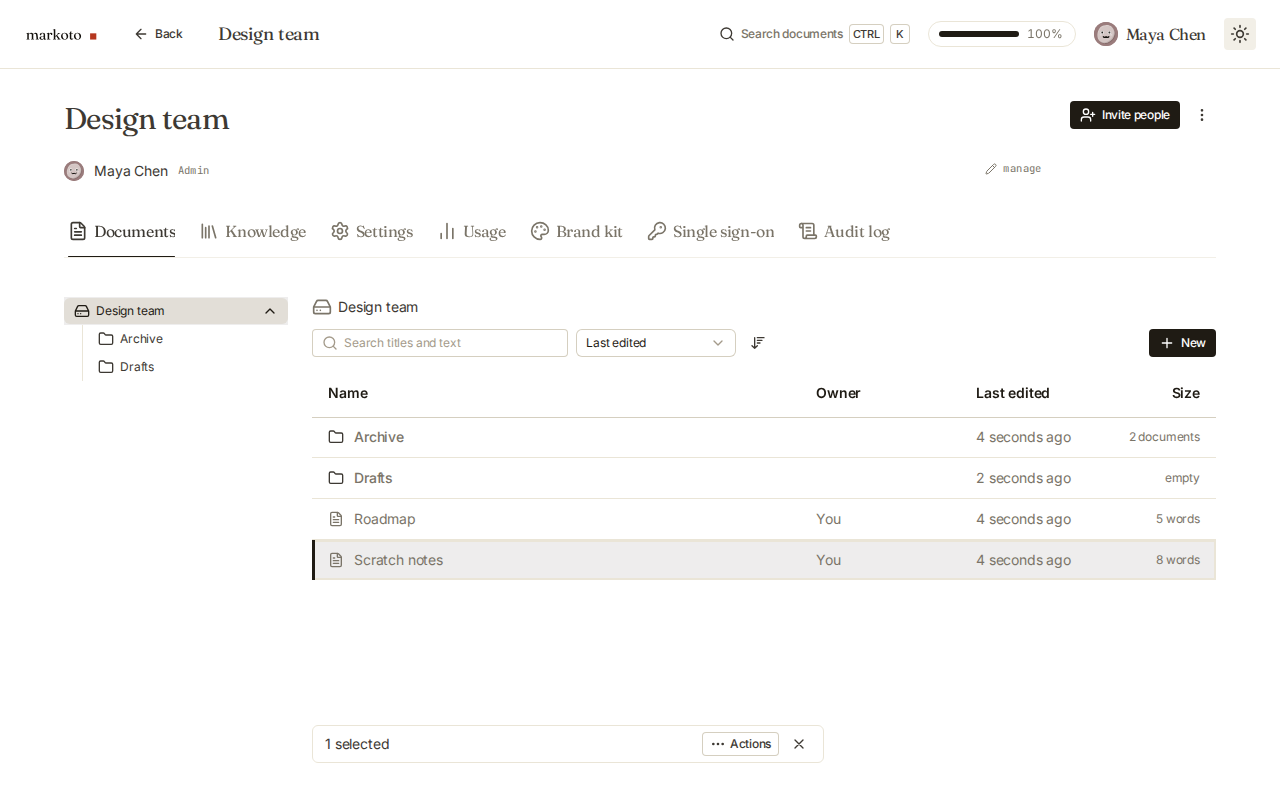 markoto
Back
Design team
Search documents CTRL K
100%
Maya Chen
Design team
Invite people
Maya Chen Admin
manage
Documents Knowledge Settings Usage Brand kit Single sign-on Audit log
Design team
Archive
Drafts
Design team
Search titles and text
Last edited
New
Name Owner Last edited Size
Archive 4 seconds ago 2 documents
Drafts 2 seconds ago empty
Roadmap You 4 seconds ago 5 words
Scratch notes You 4 seconds ago 8 words
1 selected
Actions